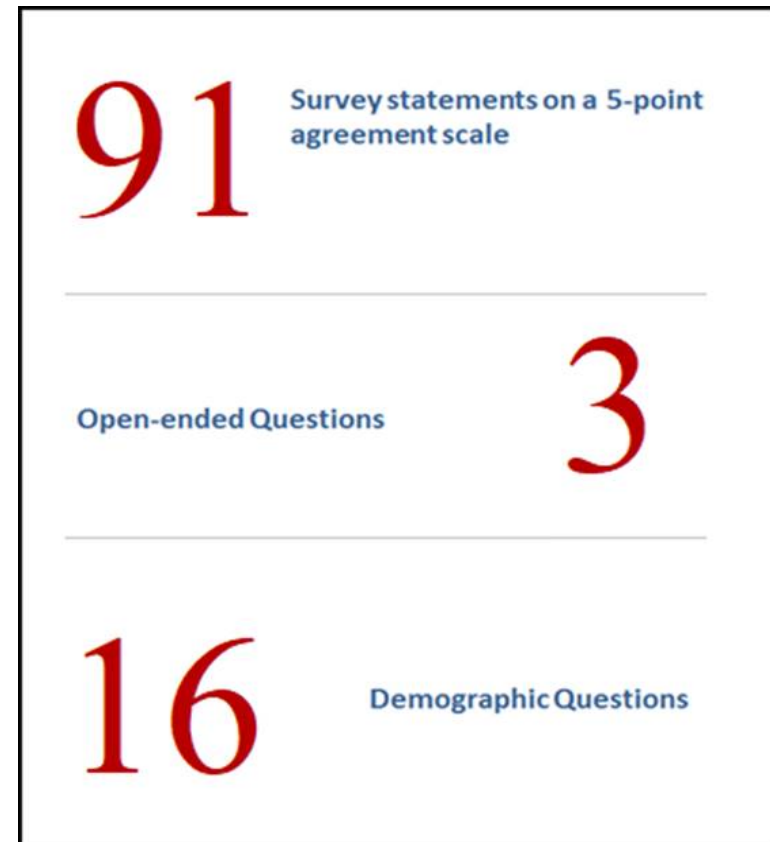 91
Survey statements on a 5-point
agreement scale
Open-ended Questions
3
16
Demographic Questions